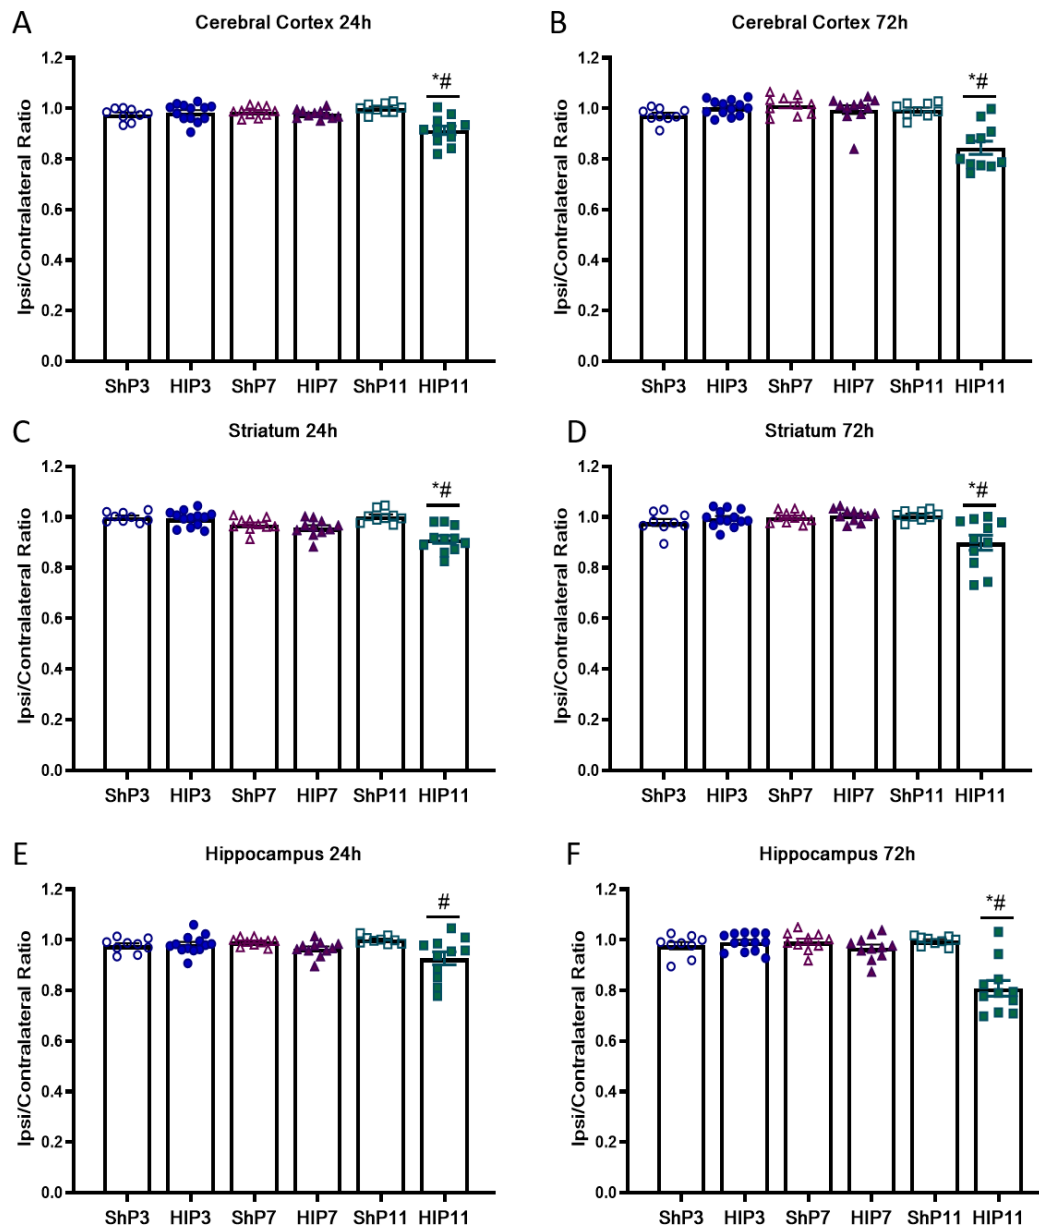 A
Cerebral Cortex 24h
Ipsi/Contralateral Ratio
1.2
1.0
0.8
0.6
0.4
0.2
0.0
*#
ShP3 HIP3 ShP7 HIP7 ShP11 HIP11
B
Cerebral Cortex 72h
Ipsi/Contralateral Ratio
1.2
1.0
0.8
0.6
0.4
0.2
0.0
*#
ShP3 HIP3 ShP7 HIP7 ShP11 HIP11
C
Striatum 24h
Ipsi/Contralateral Ratio
1.2
1.0
0.8
0.6
0.4
0.2
0.0
*#
ShP3 HIP3 ShP7 HIP7 ShP11 HIP11
D
Striatum 72h
Ipsi/Contralateral Ratio
1.2
1.0
0.8
0.6
0.4
0.2
0.0
*#
ShP3 HIP3 ShP7 HIP7 ShP11 HIP11
E
Hippocampus 24h
Ipsi/Contralateral Ratio
1.2
1.0
0.8
0.6
0.4
0.2
0.0
#
ShP3 HIP3 ShP7 HIP7 ShP11 HIP11
F
Hippocampus 72h
Ipsi/Contralateral Ratio
1.2
1.0
0.8
0.6
0.4
0.2
0.0
*#
ShP3 HIP3 ShP7 HIP7 ShP11 HIP11